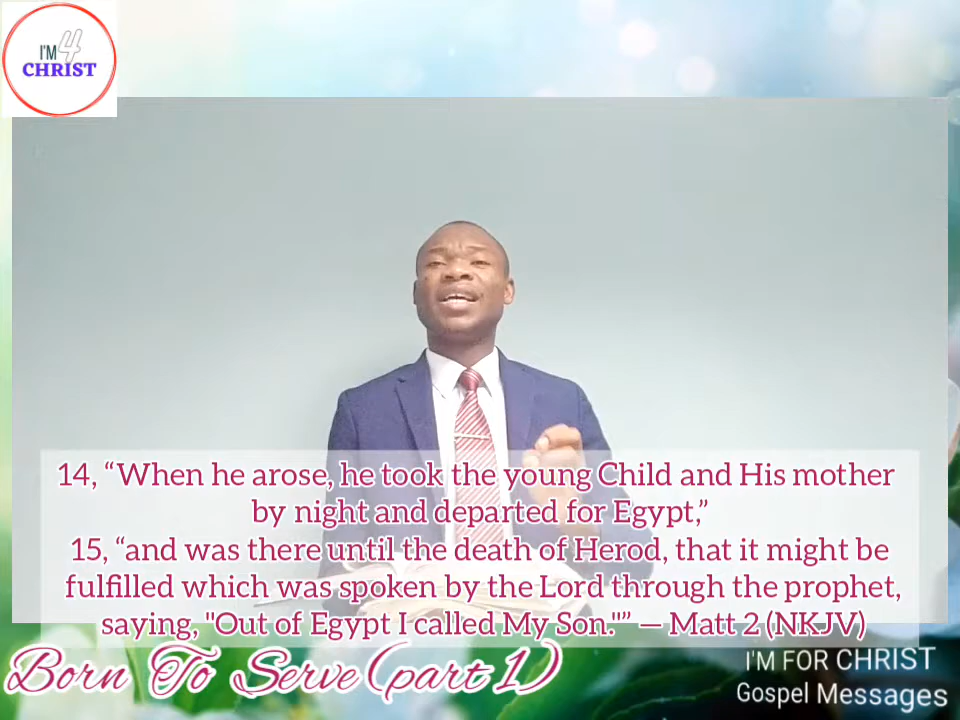 I'M 4
CHRIST
14, “When he arose, he took the young Child and His mother
by night and departed for Egypt,”
15, “and was there until the death of Herod, that it might be
fulfilled which was spoken by the Lord through the prophet,
saying, "Out of Egypt I called My Son."” — Matt 2 (NKJV)
Born To Serve (part 1)
I'M FOR CHRIST
Gospel Messages